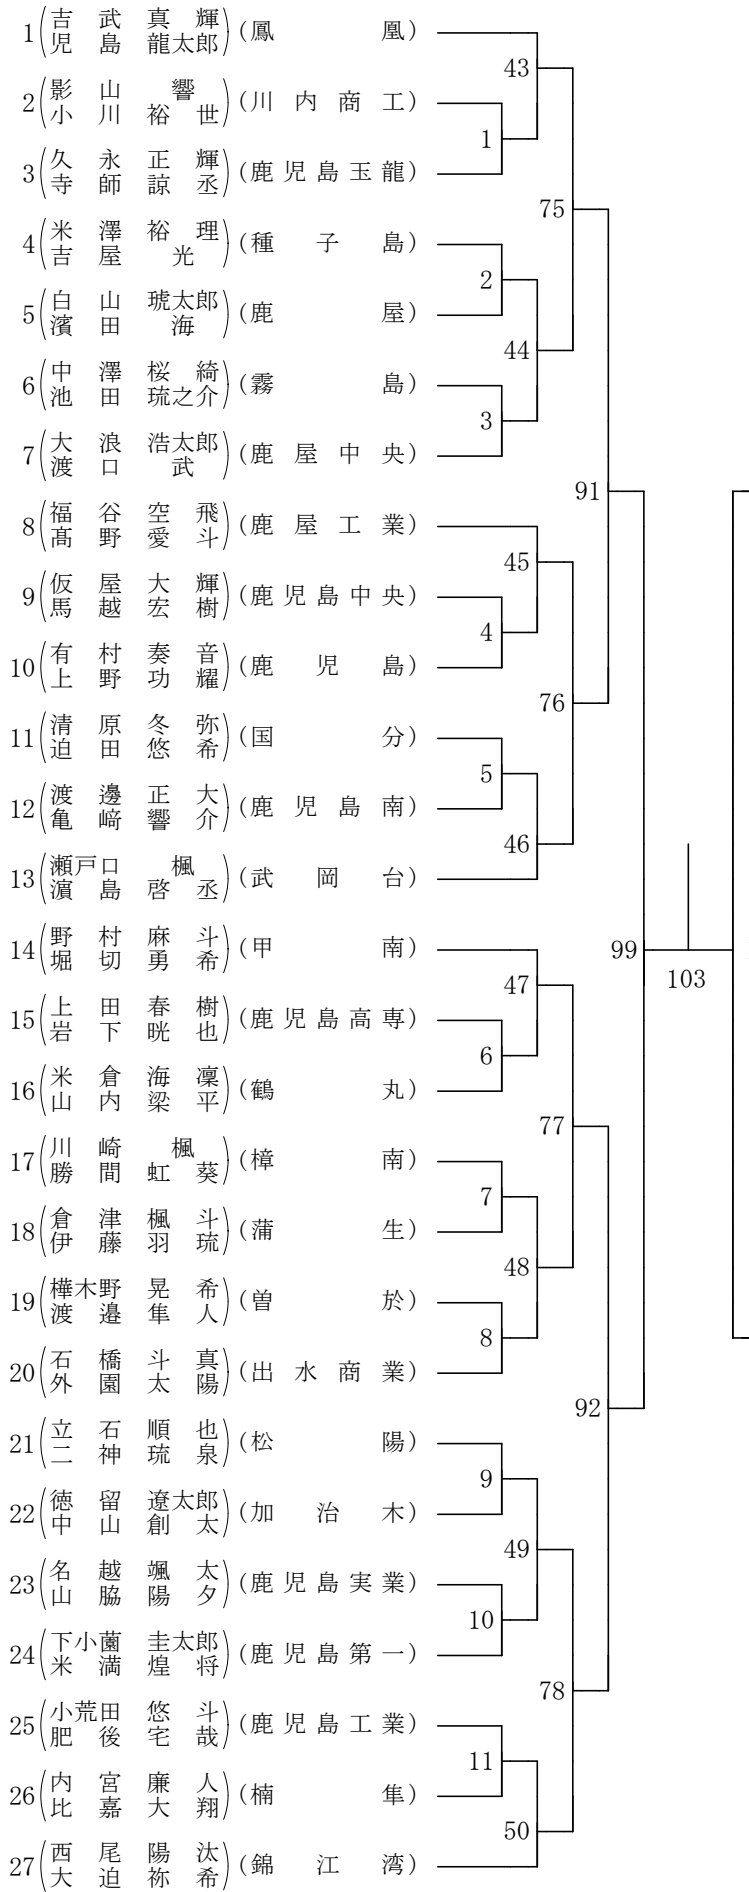 1 吉武真輝 児島龍太郎 (鳳凰)
2 影山響 小川裕世 (川内商工)
3 久永正輝 寺師諒丞 (鹿児島玉龍)
4 米澤裕理 吉屋光 (種子島)
5 白山琥太郎 濱田海 (鹿屋)
6 中澤桜綺 池田琉之介 (霧島)
7 大浪浩太郎 渡口武 (鹿屋中央)
8 福谷空飛 髙野愛斗 (鹿屋工業)
9 仮屋大輝 馬越宏樹 (鹿児島中央)
10 有村奏音 上野功耀 (鹿児島)
11 清原冬弥 迫田悠希 (国分)
12 渡邊正大 亀﨑響介 (鹿児島南)
13 瀬戸口楓 濵島啓丞 (武岡台)
14 野村麻斗 堀切勇希 (甲南)
15 上田春樹 岩下晄也 (鹿児島高専)
16 米倉海凜 山内梁平 (鶴丸)
17 川崎楓 勝間虹葵 (樟南)
18 倉津楓斗 伊藤羽琉 (蒲生)
19 樺木野晃希 渡邉隼人 (曽於)
20 石橋斗真 外園太陽 (出水商業)
21 立石順也 二神琉泉 (松陽)
22 徳留遼太郎 中山創太 (加治木)
23 名越颯太 山脇陽夕 (鹿児島実業)
24 下小薗圭太郎 米満煌将 (鹿児島第一)
25 小荒田悠斗 肥後宅哉 (鹿児島工業)
26 内宮廉人 比嘉大翔 (楠隼)
27 西尾陽汰 大迫祢希 (錦江湾)
1
2
3
4
5
6
7
8
9
10
11
43
44
45
46
47
48
49
50
75
76
77
78
91
92
99
103